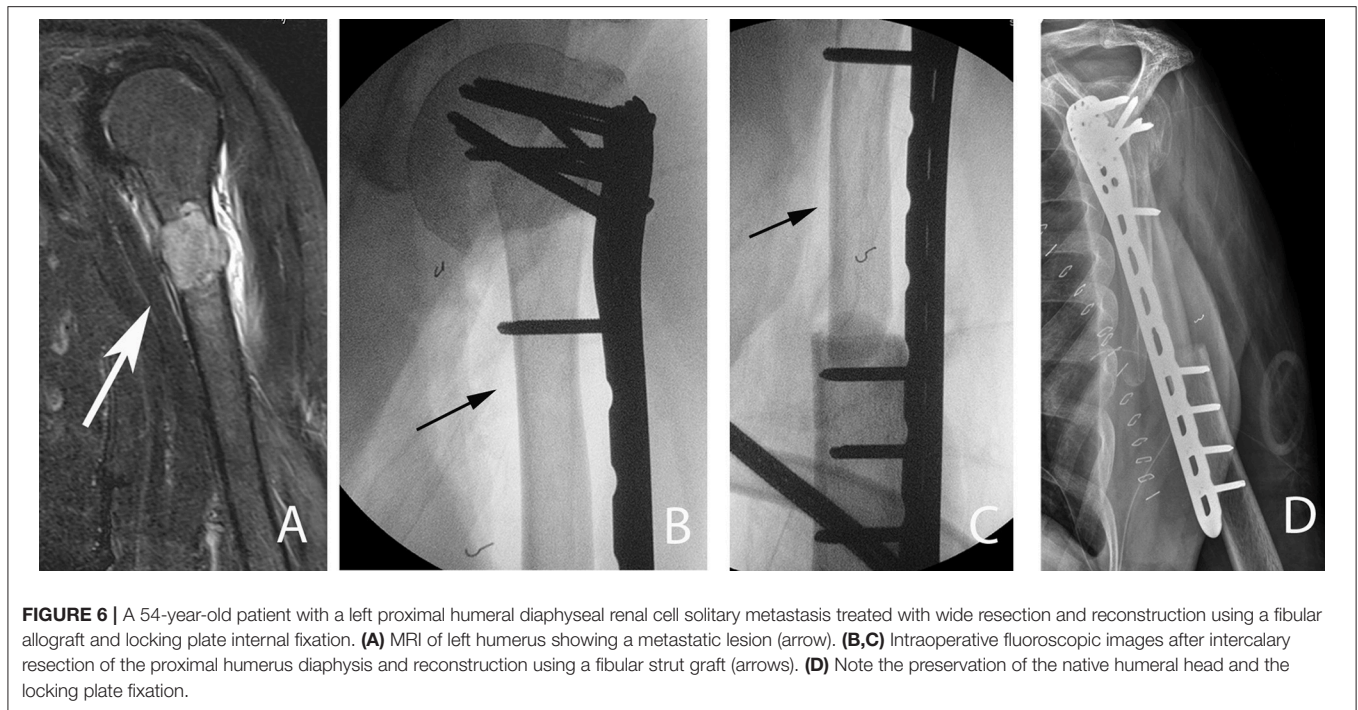 A
B
C
D
FIGURE 6 | A 54-year-old patient with a left proximal humeral diaphyseal renal cell solitary metastasis treated with wide resection and reconstruction using a fibular
allograft and locking plate internal fixation. (A) MRI of left humerus showing a metastatic lesion (arrow). (B,C) Intraoperative fluoroscopic images after intercalary
resection of the proximal humerus diaphysis and reconstruction using a fibular strut graft (arrows). (D) Note the preservation of the native humeral head and the
locking plate fixation.